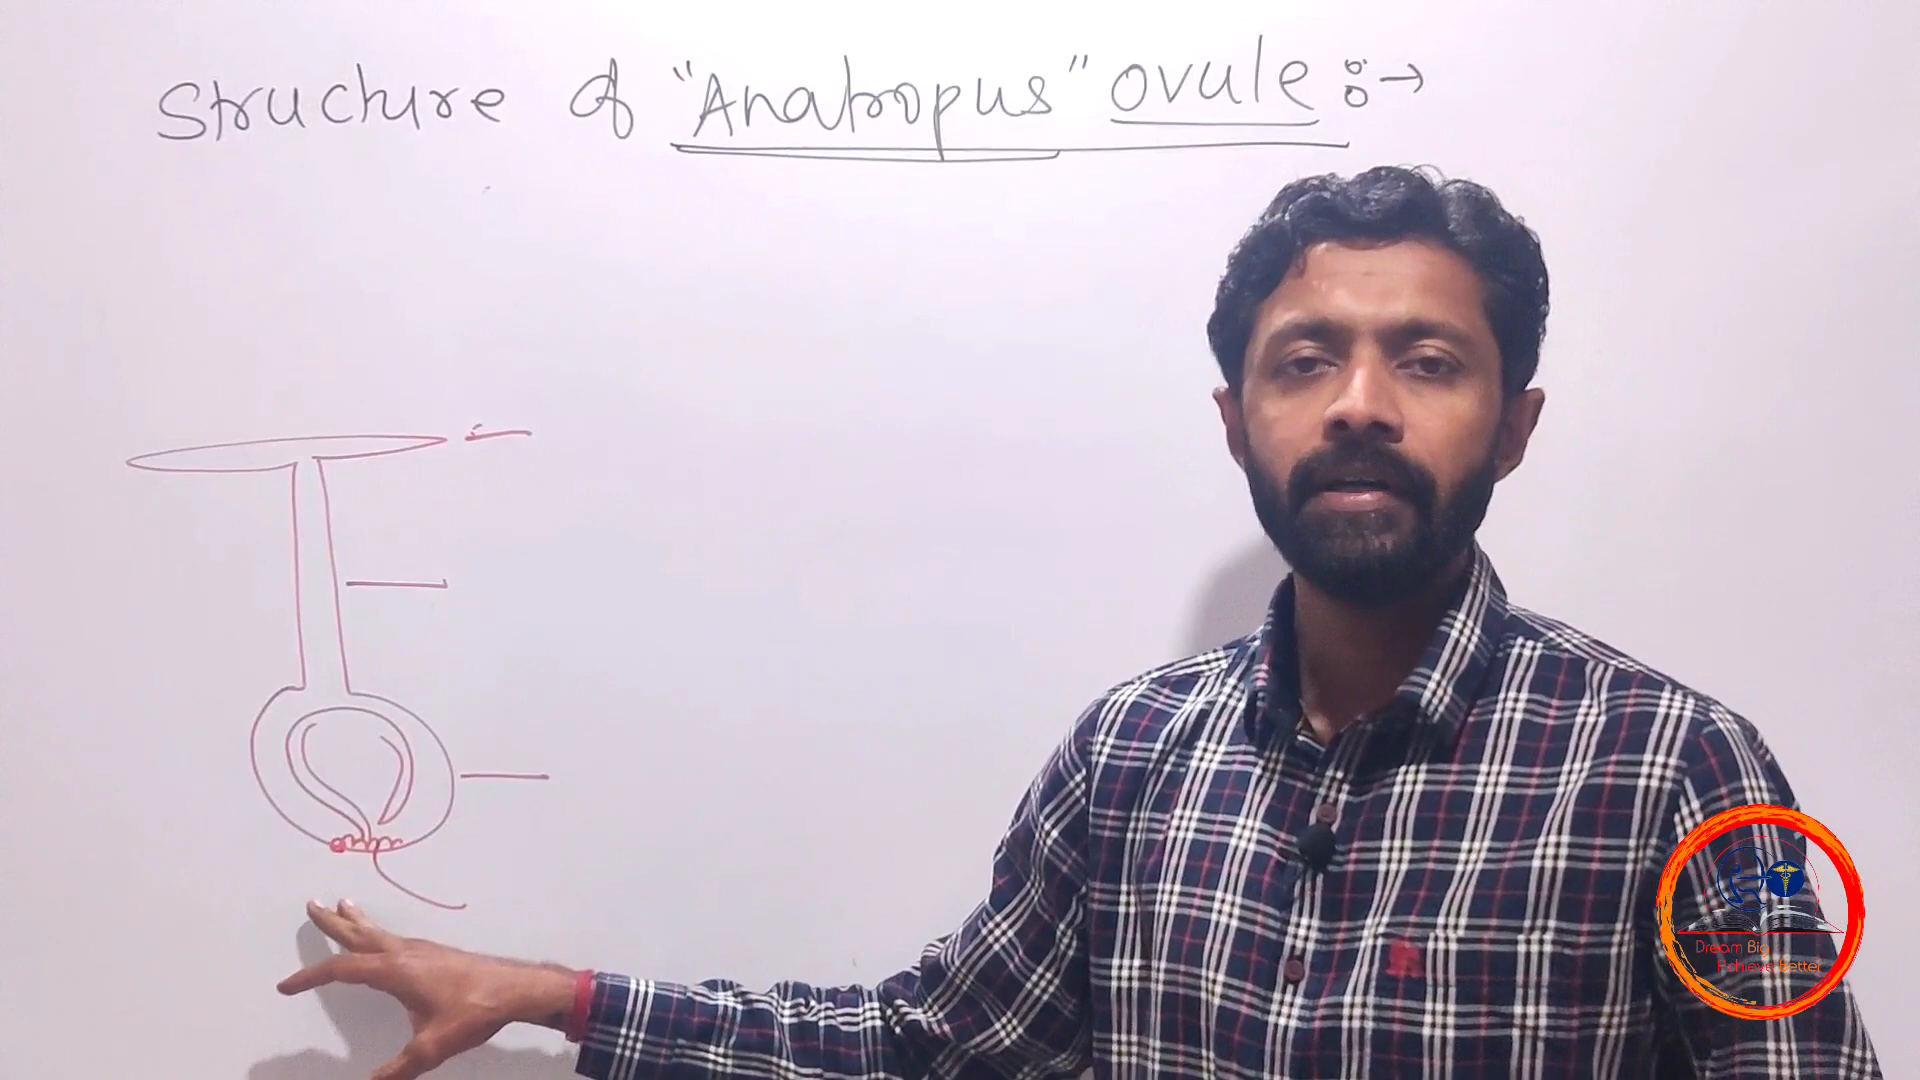 Structure of "Anatropus" ovule :→
Dream Big
Achieve Better